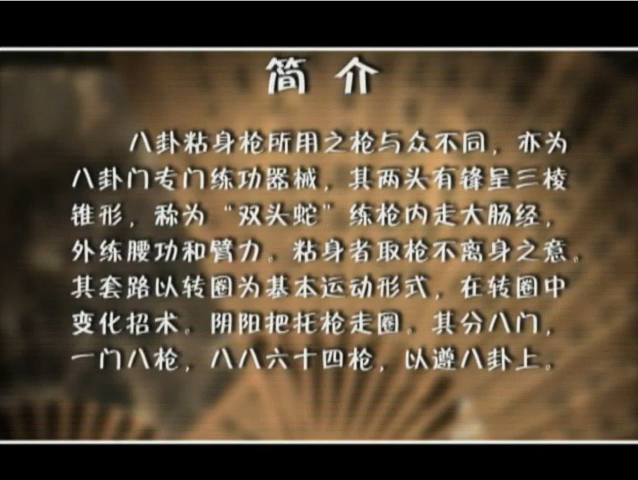 简介
八卦粘身枪所用之枪与众不同，亦为
八卦门专门练功器械，其两头有锋呈三棱
锥形，称为“双头蛇”练枪内走大肠经，
外练腰功和臂力。粘身者取枪不离身之意。
其套路以转圈为基本运动形式，在转圈中
变化招术。阴阳把托枪走圈。其分八门，
一门八枪，八八六十四枪，以遵八卦上。